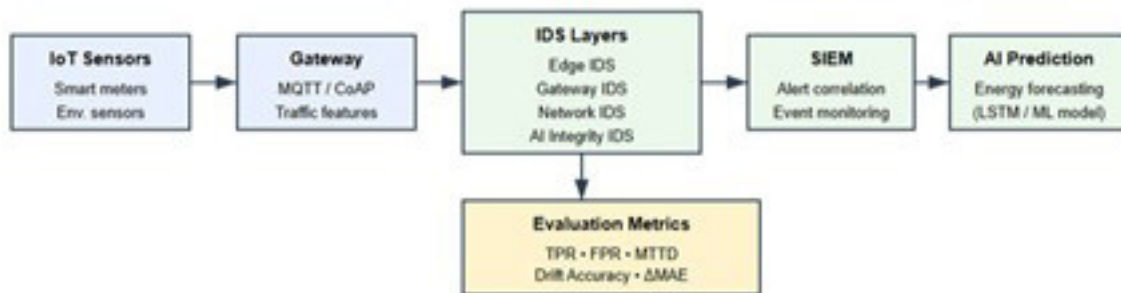 IoT Sensors
Smart meters
Env. sensors
Gateway
MQTT / CoAP
Traffic features
IDS Layers
Edge IDS
Gateway IDS
Network IDS
AI Integrity IDS
SIEM
Alert correlation
Event monitoring
AI Prediction
Energy forecasting
(LSTM / ML model)
Evaluation Metrics
TPR • FPR • MTTD
Drift Accuracy • ΔMAE